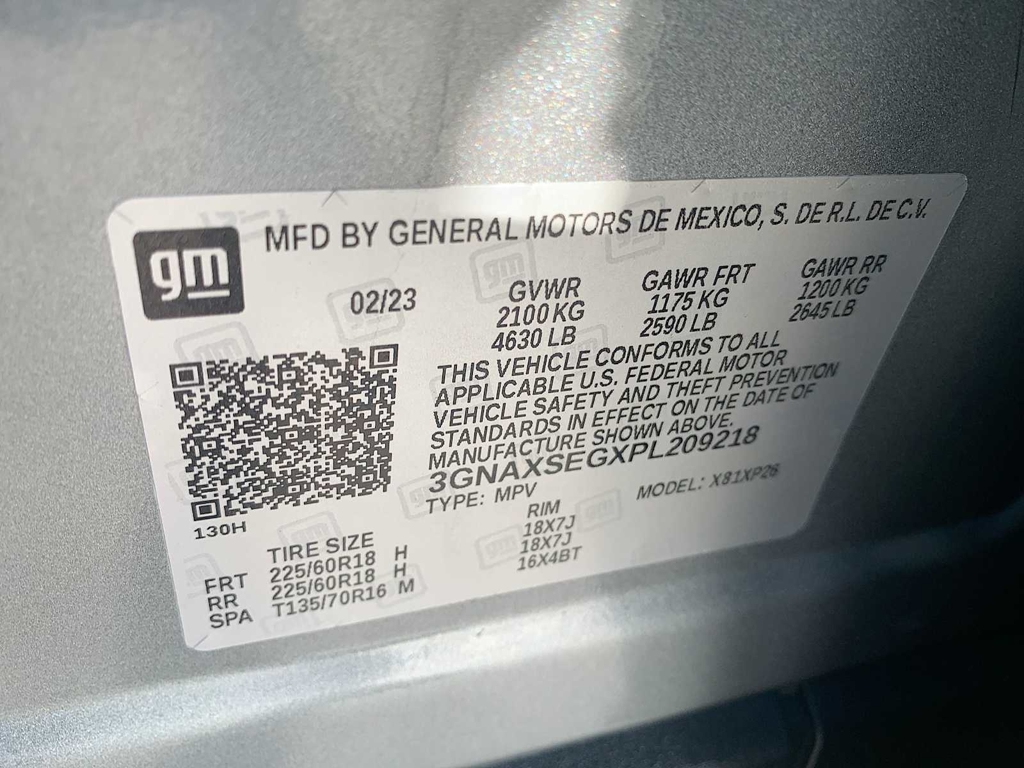 gm
MFD BY GENERAL MOTORS DE MEXICO, S. DE R.L. DE C.V.
02/23
GVWR GAWR FRT GAWR RR
2100 KG 1175 KG 1200 KG
4630 LB 2590 LB 2645 LB
THIS VEHICLE CONFORMS TO ALL
APPLICABLE U.S. FEDERAL MOTOR
VEHICLE SAFETY AND THEFT PREVENTION
STANDARDS IN EFFECT ON THE DATE OF
MANUFACTURE SHOWN ABOVE.
3GNAXSEGXPL209218
TYPE: MPV MODEL: X81XP26
130H
TIRE SIZE RIM
FRT 225/60R18 H 18X7J
RR 225/60R18 H 18X7J
SPA T135/70R16 M 16X4BT